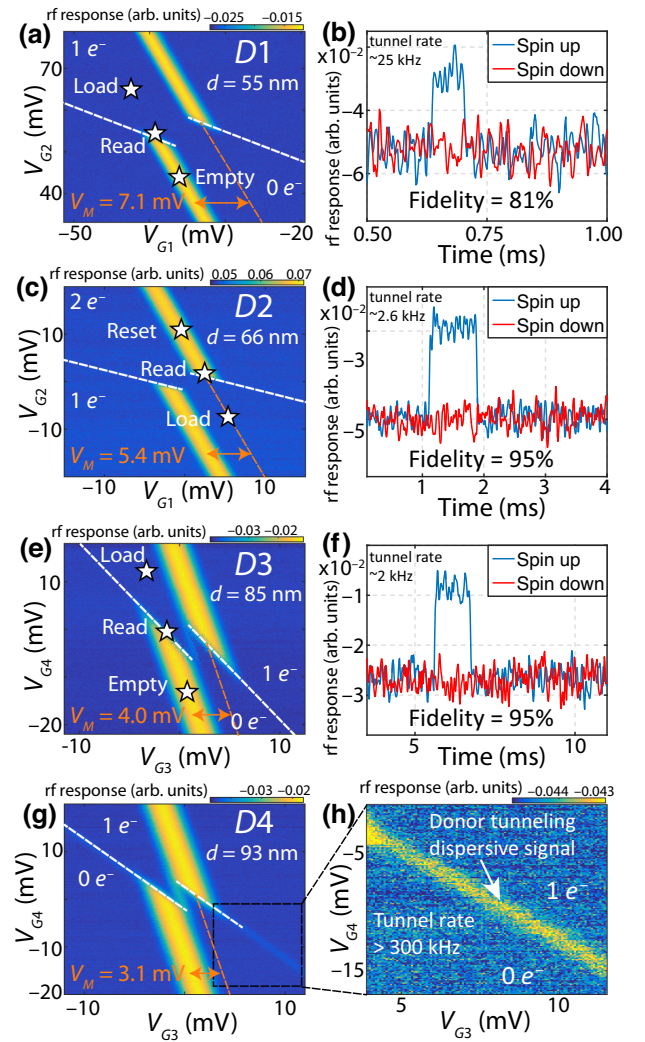 rf response (arb. units) −0.025 −0.015
(a) 1 e⁻ D1
Load d = 55 nm
Read
Empty
V_M = 7.1 mV 0 e⁻
70
40
V_G2 (mV)
−50 −20
V_G1 (mV)
(b) tunnel rate
~25 kHz
Spin up
Spin down
×10⁻²
−2
−4
−6
rf response (arb. units)
Fidelity = 81%
0.50 0.75 1.00
Time (ms)
rf response (arb. units) 0.05 0.06 0.07
(c) 2 e⁻ D2
Reset d = 66 nm
Read
1 e⁻
Load
V_M = 5.4 mV
10
−10
V_G2 (mV)
−10 10
V_G1 (mV)
(d) tunnel rate
~2.6 kHz
Spin up
Spin down
×10⁻²
−3
−5
rf response (arb. units)
Fidelity = 95%
1 2 3 4
Time (ms)
rf response (arb. units) −0.03 −0.02
(e) Load D3
d = 85 nm
Read
Empty 1 e⁻
V_M = 4.0 mV 0 e⁻
10
−20
V_G4 (mV)
−10 10
V_G3 (mV)
(f) tunnel rate
~2 kHz
Spin up
Spin down
×10⁻²
−1
−2
−3
rf response (arb. units)
Fidelity = 95%
5 10
Time (ms)
rf response (arb. units) −0.03 −0.02
(g) 1 e⁻ D4
0 e⁻ d = 93 nm
V_M = 3.1 mV
10
−10
−20
V_G4 (mV)
−10 0 10
V_G3 (mV)
rf response (arb. units) −0.044 −0.043
(h) Donor tunneling
dispersive signal
1 e⁻
Tunnel rate
> 300 kHz
0 e⁻
−5
−15
V_G4 (mV)
5 10
V_G3 (mV)